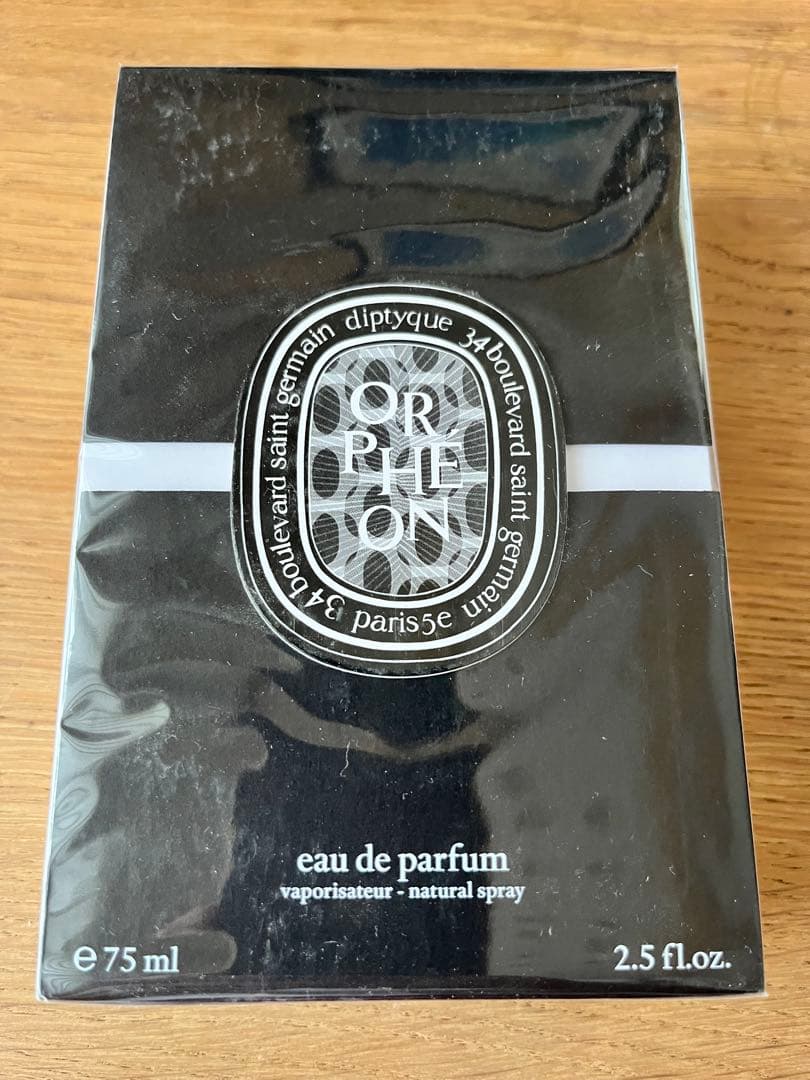 diptyque 34 boulevard saint germain paris5e 34 boulevard saint germain
OR
PHÉ
ON
eau de parfum
vaporisateur - natural spray
e 75 ml
2.5 fl.oz.